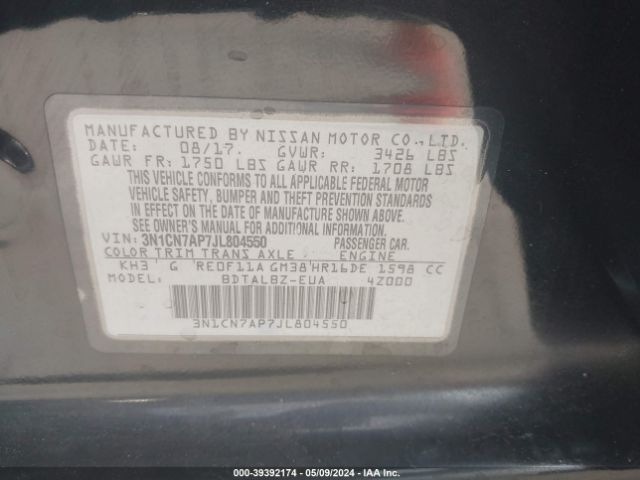 MANUFACTURED BY NISSAN MOTOR CO., LTD.
DATE: 08/17. GVWR: 3426 LBS
GAWR FR: 1750 LBS GAWR RR: 1708 LBS
THIS VEHICLE CONFORMS TO ALL APPLICABLE FEDERAL MOTOR
VEHICLE SAFETY, BUMPER, AND THEFT PREVENTION STANDARDS
IN EFFECT ON THE DATE OF MANUFACTURE SHOWN ABOVE.
SEE OWNER'S MANUAL FOR ADDITIONAL INFORMATION.
VIN: 3N1CN7AP7JL804550 PASSENGER CAR.
COLOR TRIM TRANS AXLE ENGINE
KH3 G RE0F11A GM38 HR16DE 1598 CC
MODEL BDTALBZ-EUA 4Z000
3N1CN7AP7JL804550
000-39392174 - 05/09/2024 - IAA Inc.